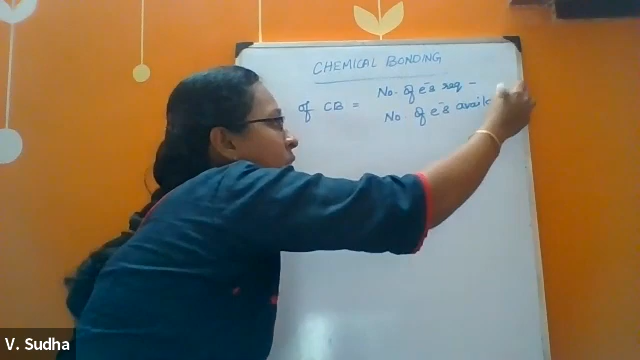 CHEMICAL BONDING
of CB = No. of e⁻s req -
No. of e⁻s avail
V. Sudha